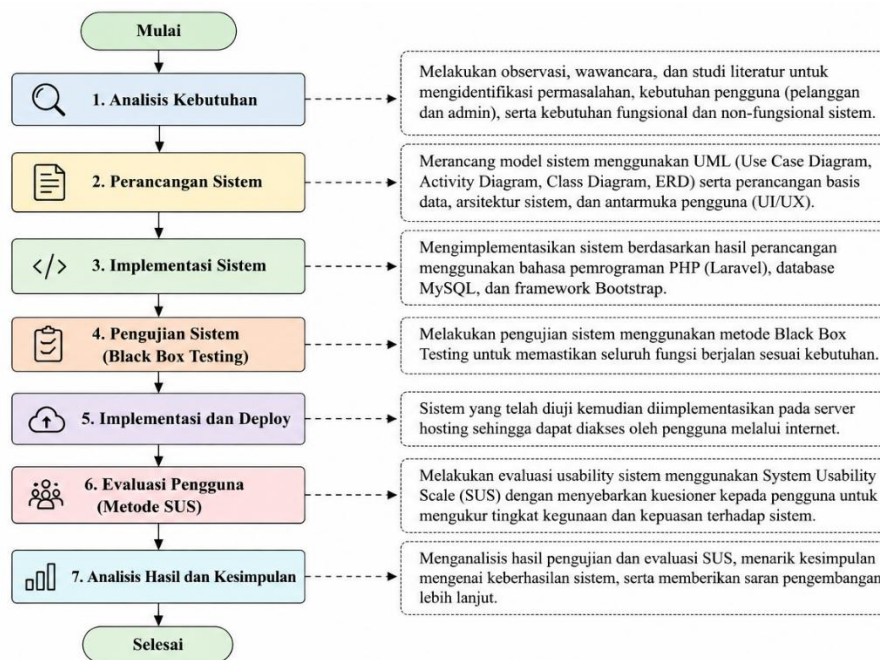 Mulai
1. Analisis Kebutuhan
Melakukan observasi, wawancara, dan studi literatur untuk
mengidentifikasi permasalahan, kebutuhan pengguna (pelanggan
dan admin), serta kebutuhan fungsional dan non-fungsional sistem.
2. Perancangan Sistem
Merancang model sistem menggunakan UML (Use Case Diagram,
Activity Diagram, Class Diagram, ERD) serta perancangan basis
data, arsitektur sistem, dan antarmuka pengguna (UI/UX).
</>
3. Implementasi Sistem
Mengimplementasikan sistem berdasarkan hasil perancangan
menggunakan bahasa pemrograman PHP (Laravel), database
MySQL, dan framework Bootstrap.
4. Pengujian Sistem
(Black Box Testing)
Melakukan pengujian sistem menggunakan metode Black Box
Testing untuk memastikan seluruh fungsi berjalan sesuai kebutuhan.
5. Implementasi dan Deploy
Sistem yang telah diuji kemudian diimplementasikan pada server
hosting sehingga dapat diakses oleh pengguna melalui internet.
6. Evaluasi Pengguna
(Metode SUS)
Melakukan evaluasi usability sistem menggunakan System Usability
Scale (SUS) dengan menyebarkan kuesioner kepada pengguna untuk
mengukur tingkat kegunaan dan kepuasan terhadap sistem.
7. Analisis Hasil dan Kesimpulan
Menganalisis hasil pengujian dan evaluasi SUS, menarik kesimpulan
mengenai keberhasilan sistem, serta memberikan saran pengembangan
lebih lanjut.
Selesai